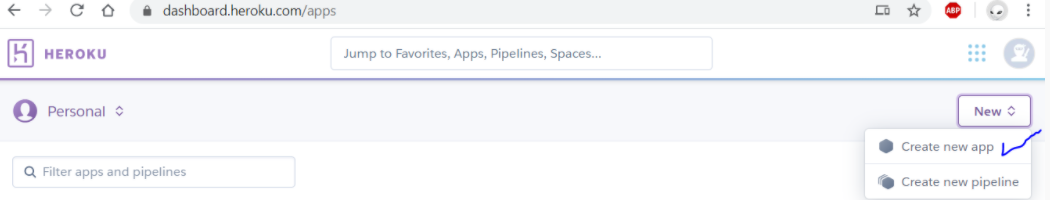 dashboard.heroku.com/apps
ABP
HEROKU
Jump to Favorites, Apps, Pipelines, Spaces...
Personal
New
Create new app
Filter apps and pipelines
Create new pipeline